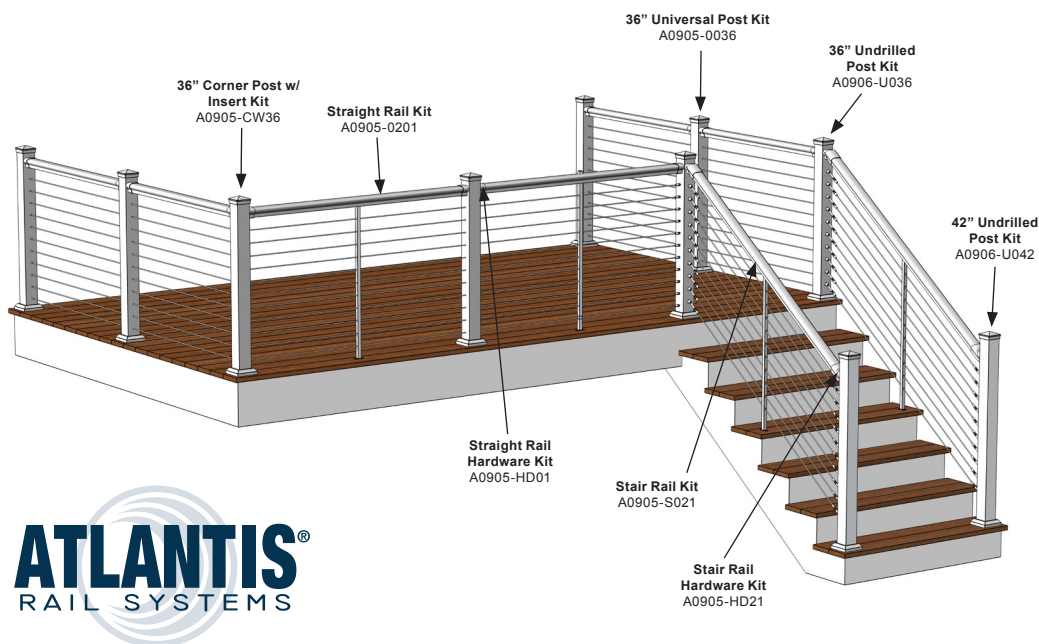 36” Universal Post Kit
A0905-0036
36” Undrilled
Post Kit
A0906-U036
36” Corner Post w/
Insert Kit
A0905-CW36
Straight Rail Kit
A0905-0201
42” Undrilled
Post Kit
A0906-U042
Straight Rail
Hardware Kit
A0905-HD01
Stair Rail Kit
A0905-S021
Stair Rail
Hardware Kit
A0905-HD21
ATLANTIS®
RAIL SYSTEMS